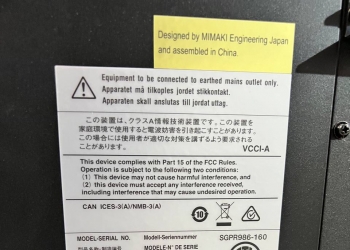 Designed by MIMAKI Engineering Japan
and assembled in China
Equipment to be connected to earthed mains outlet only.
Apparatet må tilkoples jordet stikkontakt.
Apparaten skall anslutas till jordat uttag.
この装置は、クラスA情報技術装置です。この装置を
家庭環境で使用すると電波妨害を引き起こすことがあります。
この場合には使用者が適切な対策を講ずるよう要求されるこ
とがあります。
VCCI-A
This device complies with Part 15 of the FCC Rules.
Operation is subject to the following two conditions:
(1) This device may not cause harmful interference, and
(2) This device must accept any interference received,
including interference that may cause undesired operation.
CAN ICES-3(A)/NMB-3(A)
10
MODEL-SERIAL NO.
Modell-Seriennummer
SGPR986-160
MODELE-N° DE SERIE